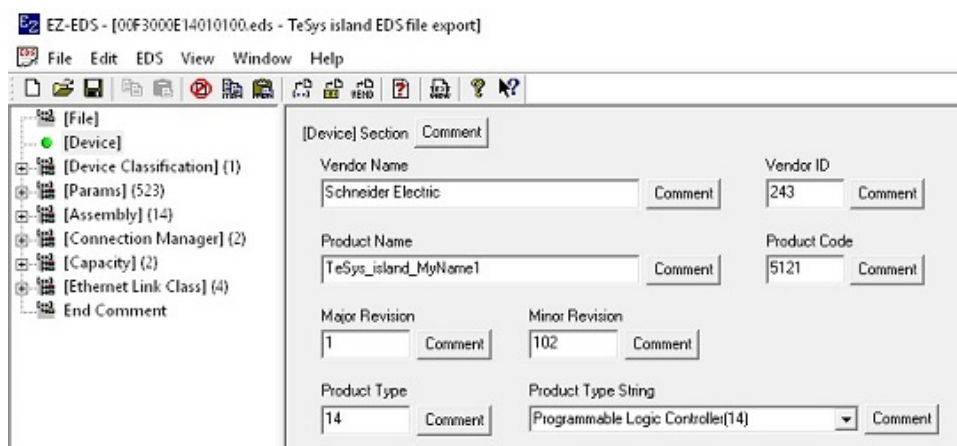 EZ-EDS - [00F3000E14010100.eds - TeSys island EDS file export]
File Edit EDS View Window Help
[File]
[Device]
[Device Classification] (1)
[Params] (523)
[Assembly] (14)
[Connection Manager] (2)
[Capacity] (2)
[Ethernet Link Class] (4)
End Comment
[Device] Section Comment
Vendor Name Vendor ID
Schneider Electric Comment 243 Comment
Product Name Product Code
TeSys_island_MyName1 Comment 5121 Comment
Major Revision Minor Revision
1 Comment 102 Comment
Product Type Product Type String
14 Comment Programmable Logic Controller(14) Comment